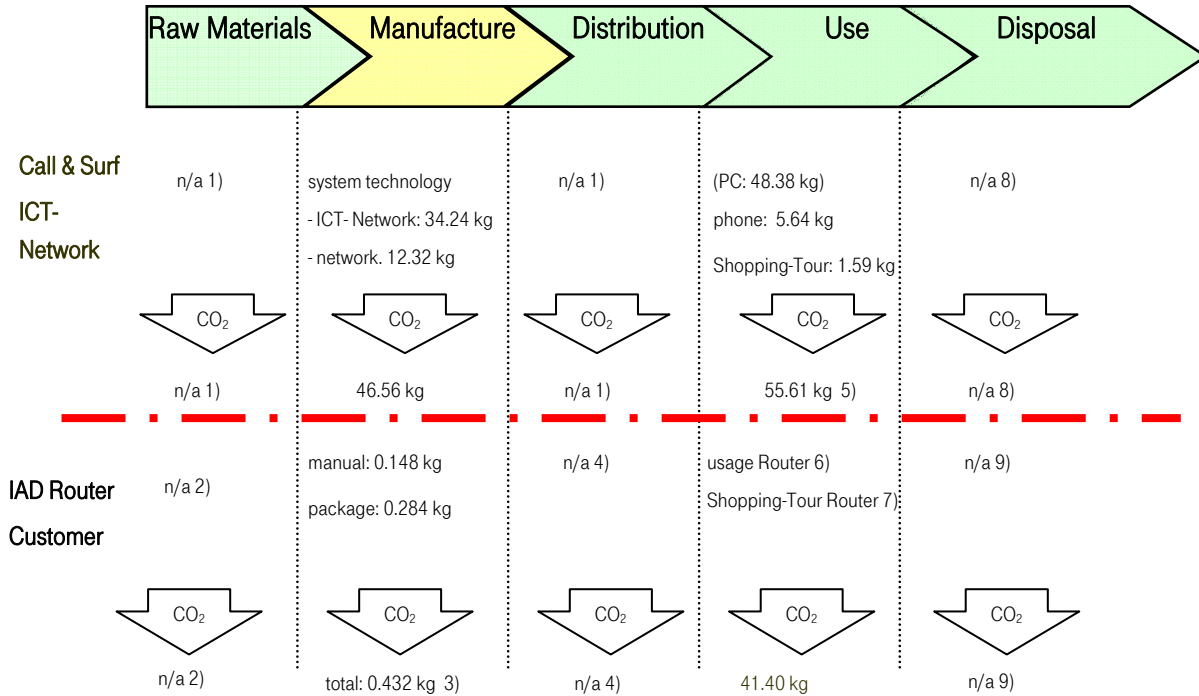 Raw Materials Manufacture Distribution Use Disposal
Call & Surf
ICT-
Network
n/a 1)
system technology
- ICT- Network: 34.24 kg
- network. 12.32 kg
n/a 1)
(PC: 48.38 kg)
phone: 5.64 kg
Shopping-Tour: 1.59 kg
n/a 8)
CO₂ CO₂ CO₂ CO₂ CO₂
n/a 1) 46.56 kg n/a 1) 55.61 kg 5) n/a 8)
IAD Router
Customer
n/a 2)
manual: 0.148 kg
package: 0.284 kg
n/a 4)
usage Router 6)
Shopping-Tour Router 7)
n/a 9)
CO₂ CO₂ CO₂ CO₂ CO₂
n/a 2) total: 0.432 kg 3) n/a 4) 41.40 kg n/a 9)